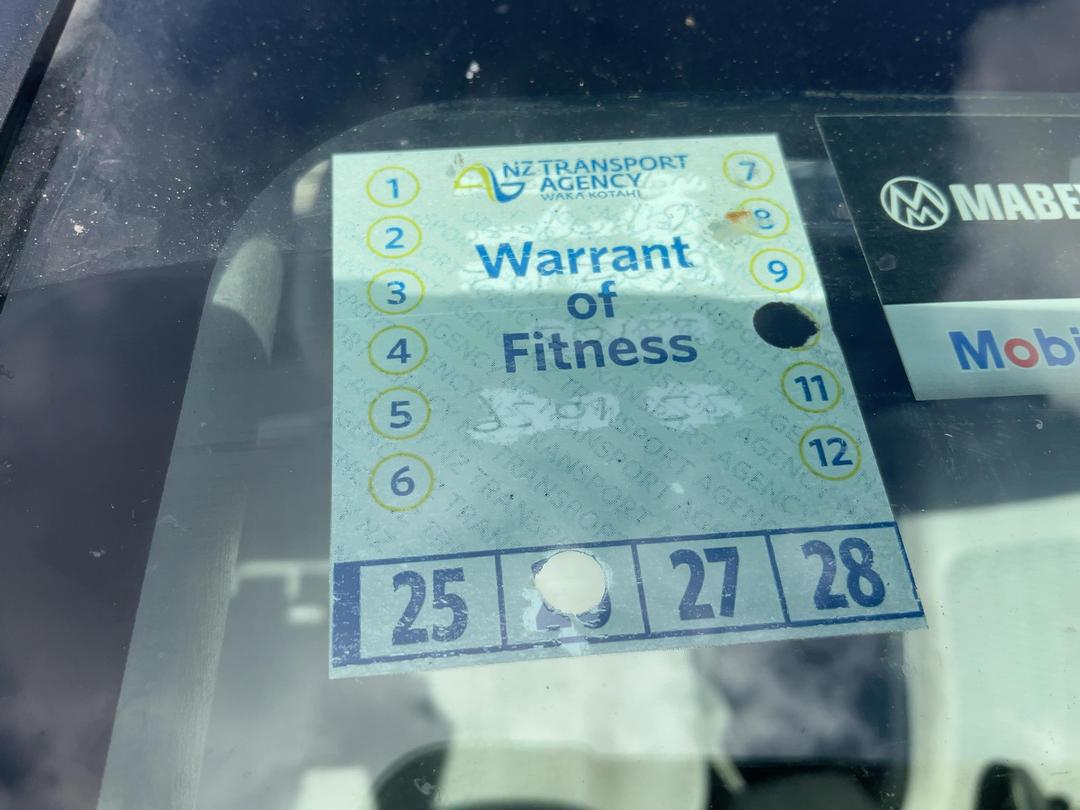 NZ TRANSPORT
AGENCY
WAKA KOTAHI
Warrant
of
Fitness
1
2
3
4
5
6
7
8
9
11
12
25
27
28
MABE
Mobi